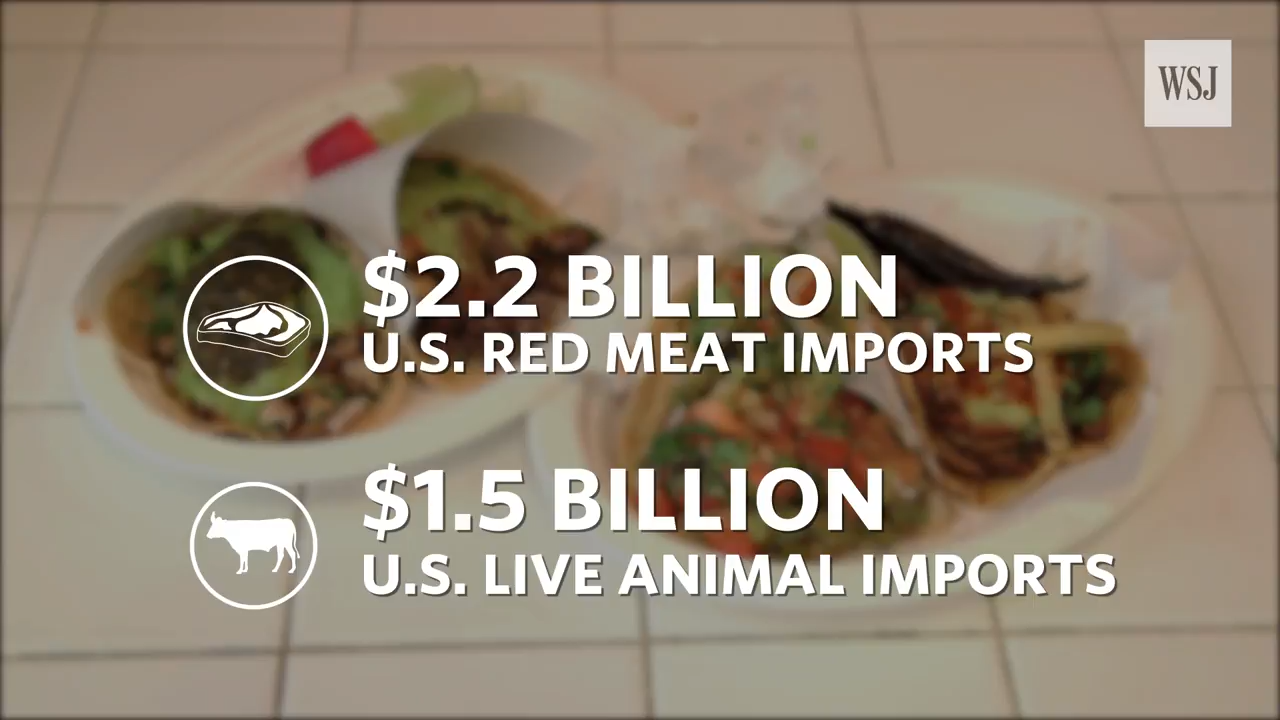 WSJ
$2.2 BILLION
U.S. RED MEAT IMPORTS
$1.5 BILLION
U.S. LIVE ANIMAL IMPORTS